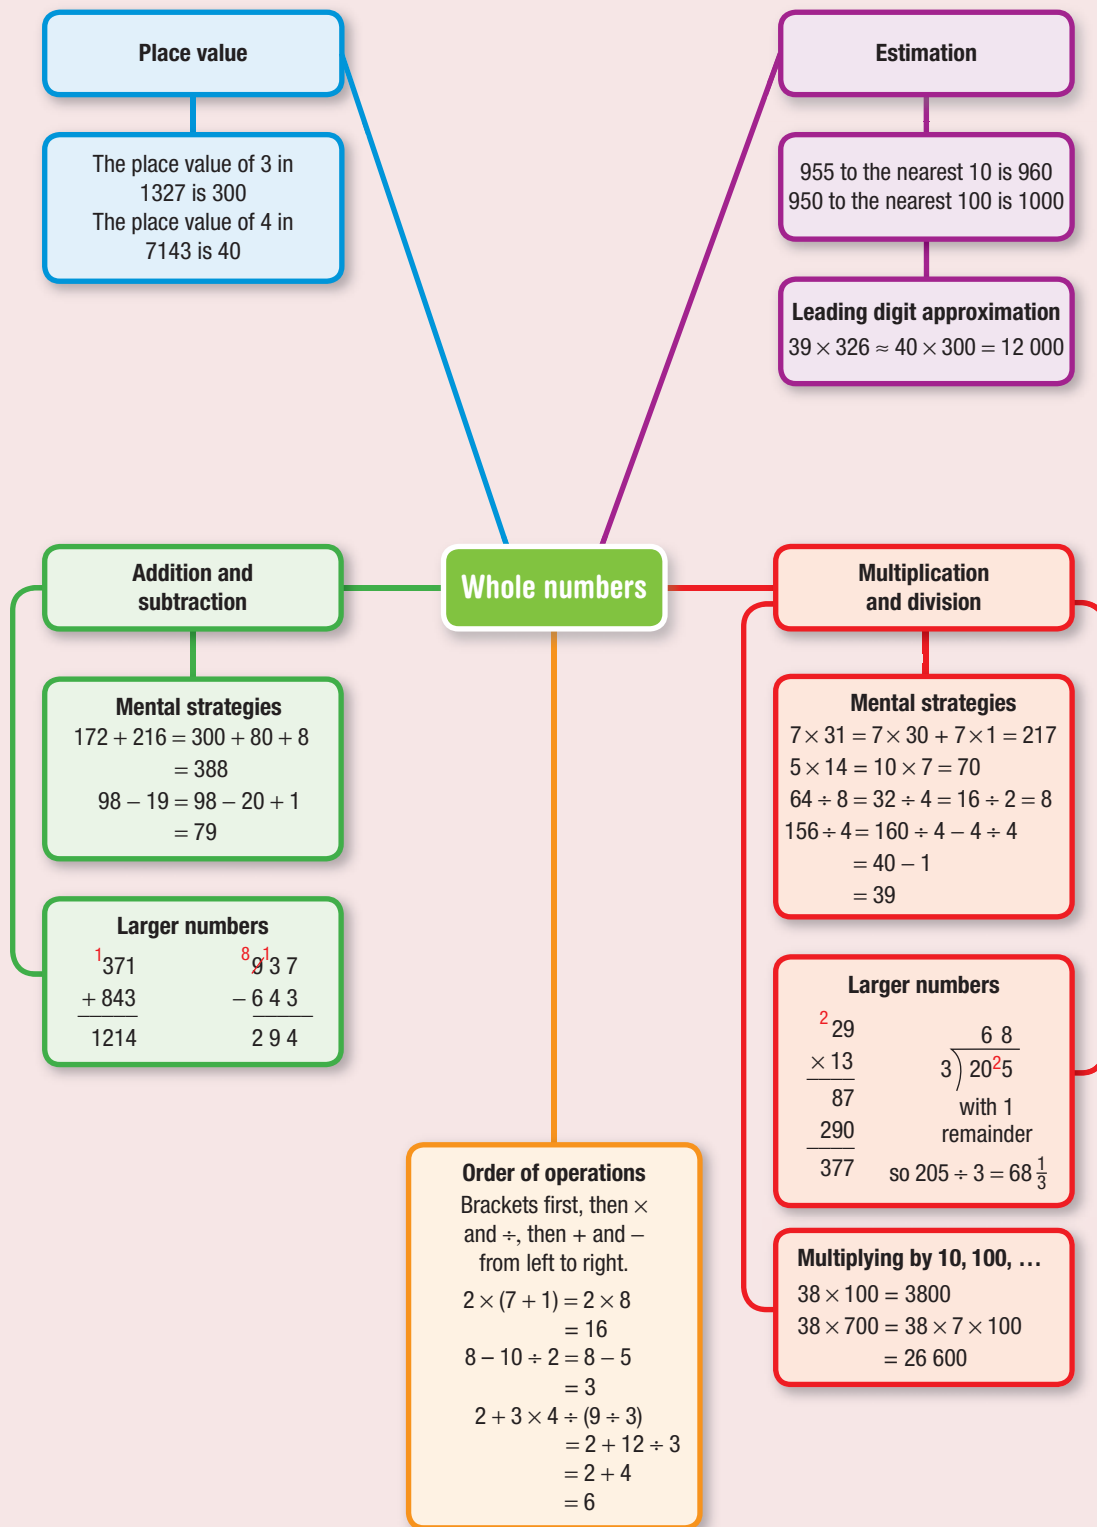 Place value
The place value of 3 in
1327 is 300
The place value of 4 in
7143 is 40
Estimation
955 to the nearest 10 is 960
950 to the nearest 100 is 1000
Leading digit approximation
39 × 326 ≈ 40 × 300 = 12 000
Whole numbers
Addition and
subtraction
Mental strategies
172 + 216 = 300 + 80 + 8
= 388
98 – 19 = 98 – 20 + 1
= 79
Larger numbers
¹371
+ 843
1214
8 9 ¹3 7
– 6 4 3
2 9 4
Multiplication
and division
Mental strategies
7 × 31 = 7 × 30 + 7 × 1 = 217
5 × 14 = 10 × 7 = 70
64 ÷ 8 = 32 ÷ 4 = 16 ÷ 2 = 8
156 ÷ 4 = 160 ÷ 4 – 4 ÷ 4
= 40 – 1
= 39
Larger numbers
²29
× 13
87
290
377
6 8
3) 20²5
with 1
remainder
so 205 ÷ 3 = 68 1/3
Multiplying by 10, 100, …
38 × 100 = 3800
38 × 700 = 38 × 7 × 100
= 26 600
Order of operations
Brackets first, then ×
and ÷, then + and –
from left to right.
2 × (7 + 1) = 2 × 8
= 16
8 – 10 ÷ 2 = 8 – 5
= 3
2 + 3 × 4 ÷ (9 ÷ 3)
= 2 + 12 ÷ 3
= 2 + 4
= 6